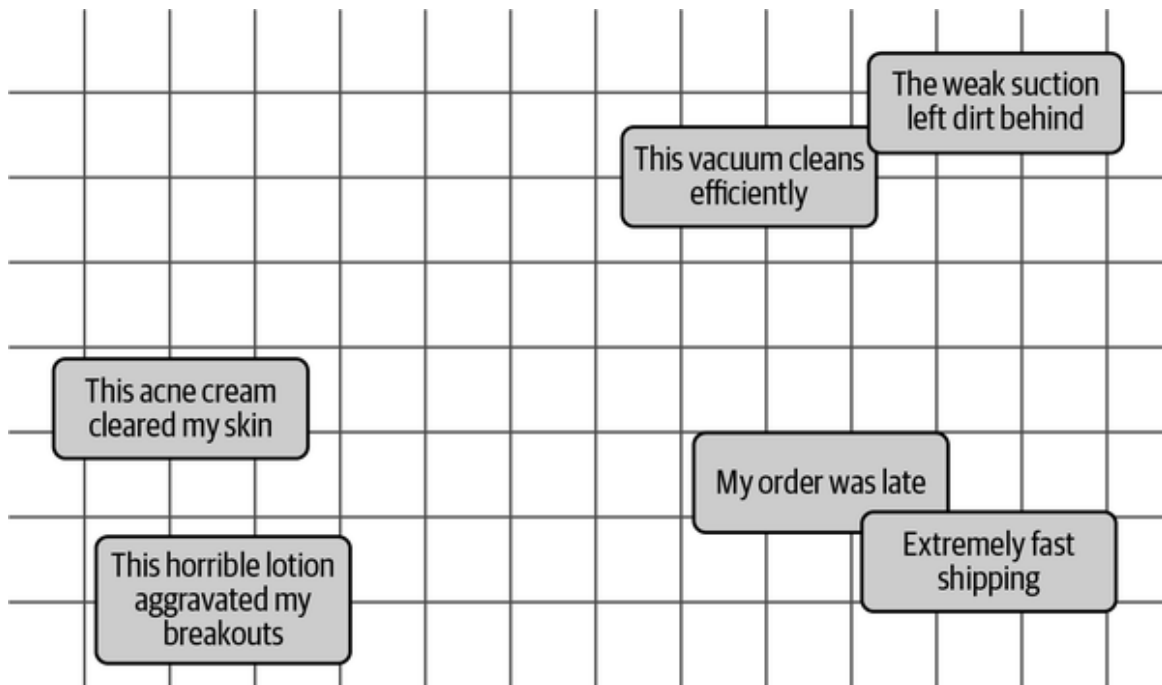 The weak suction
left dirt behind
This vacuum cleans
efficiently
This acne cream
cleared my skin
My order was late
Extremely fast
shipping
This horrible lotion
aggravated my
breakouts